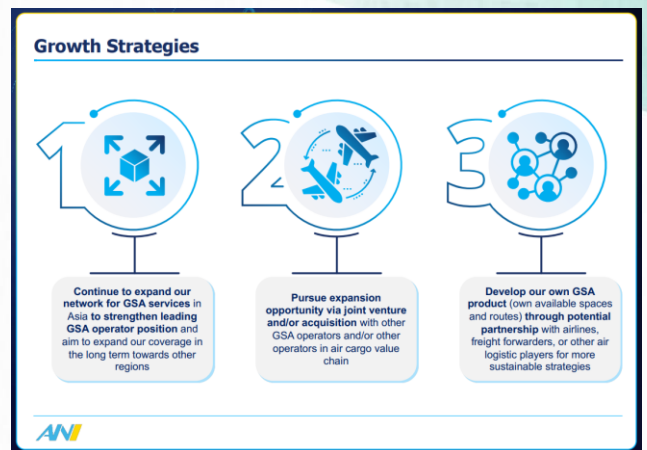 Growth Strategies
1
2
3
Continue to expand our
network for GSA services in
Asia to strengthen leading
GSA operator position and
aim to expand our coverage in
the long term towards other
regions
Pursue expansion
opportunity via joint venture
and/or acquisition with other
GSA operators and/or other
operators in air cargo value
chain
Develop our own GSA
product (own available spaces
and routes) through potential
partnership with airlines,
freight forwarders, or other air
logistic players for more
sustainable strategies
ANI